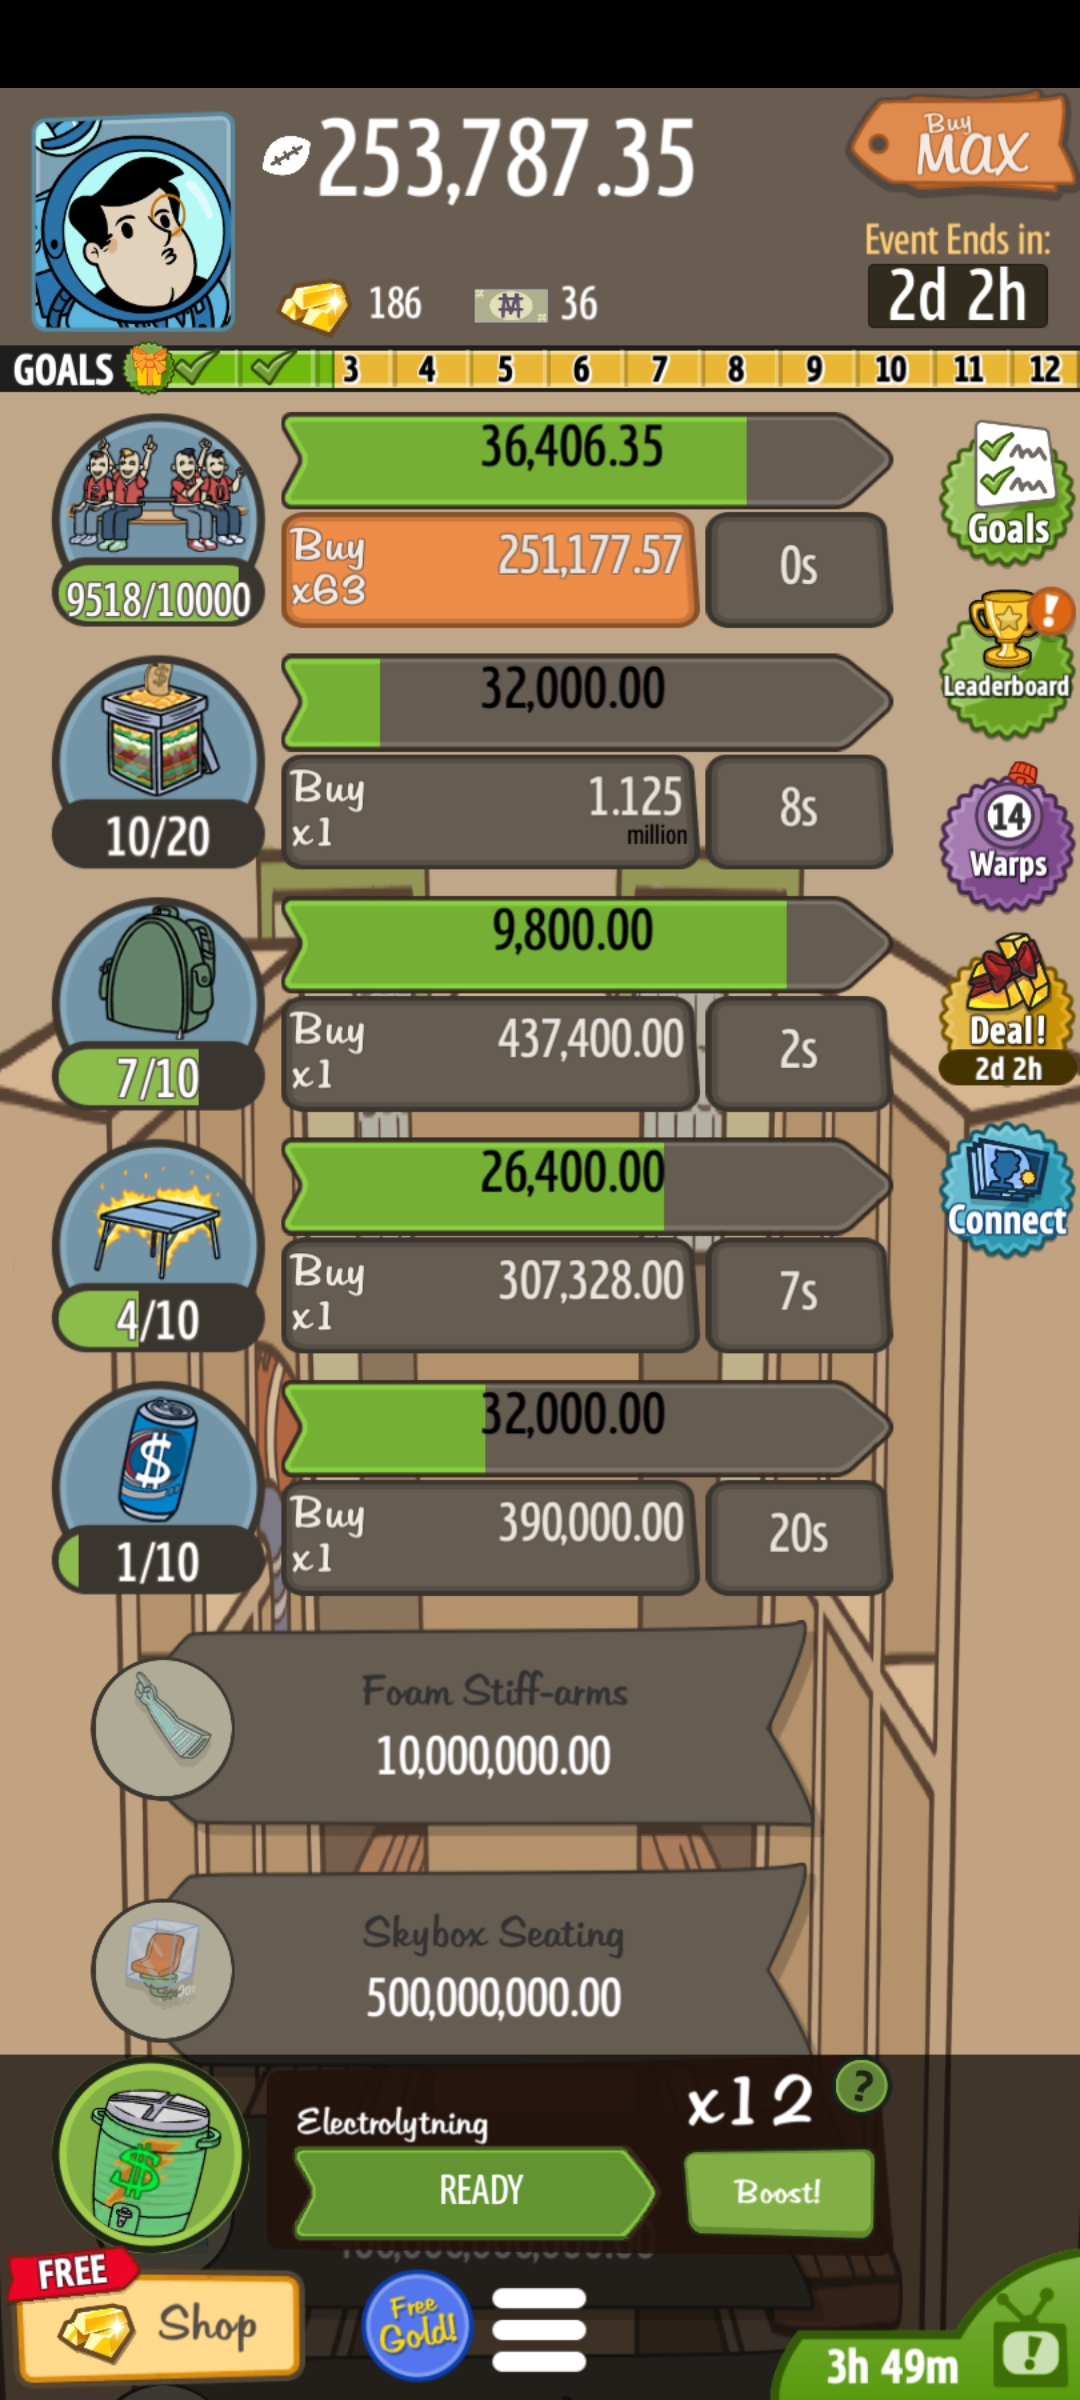 253,787.35
Buy
MAX
Event Ends in:
2d 2h
186
36
GOALS 3 4 5 6 7 8 9 10 11 12
36,406.35
Buy
x63
251,177.57
0s
9518/10000
Goals
32,000.00
Buy
x1
1.125
million
8s
10/20
!
Leaderboard
9,800.00
Buy
x1
437,400.00
2s
7/10
14
Warps
26,400.00
Buy
x1
307,328.00
7s
4/10
Deal!
2d 2h
32,000.00
Buy
x1
390,000.00
20s
1/10
$
Connect
Foam Stiff-arms
10,000,000.00
Skybox Seating
500,000,000.00
x12
?
Electrolytning
READY
Boost!
$
FREE
Shop
Free
Gold!
3h 49m
!